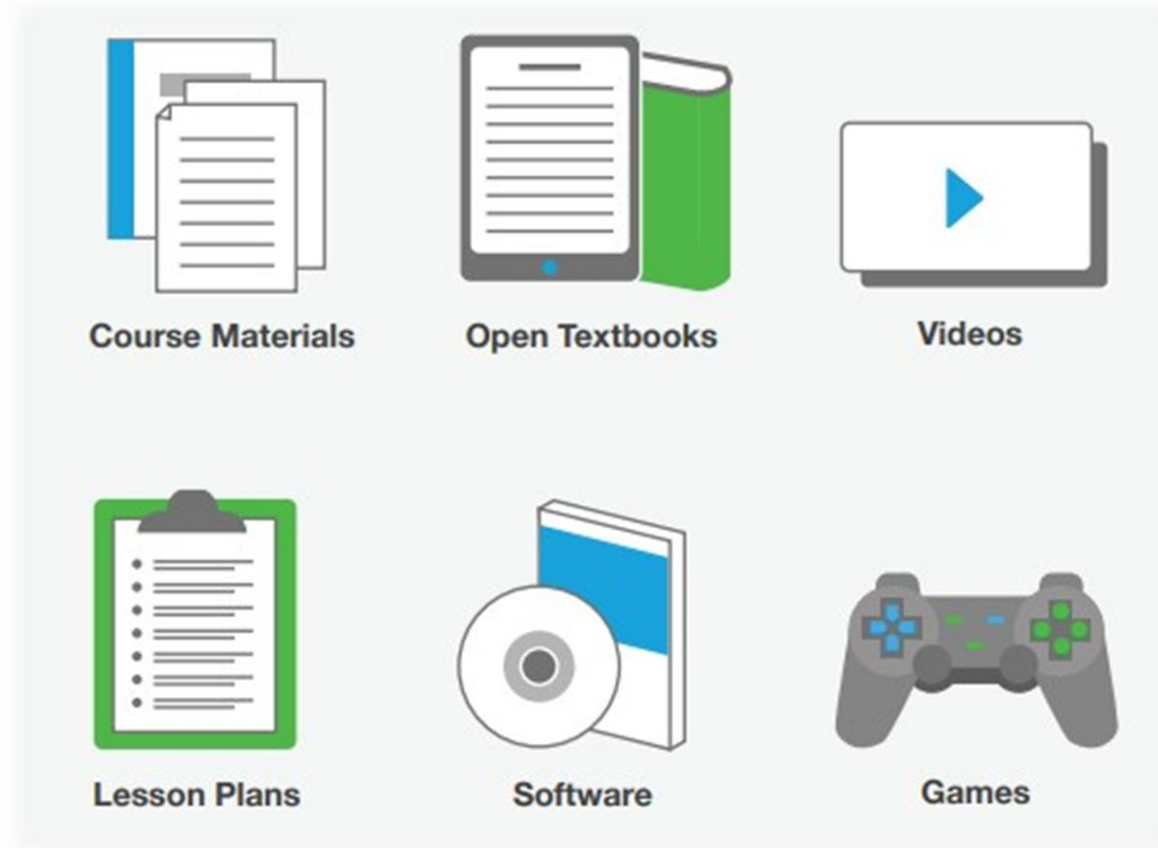 Course Materials
Open Textbooks
Videos
Lesson Plans
Software
Games